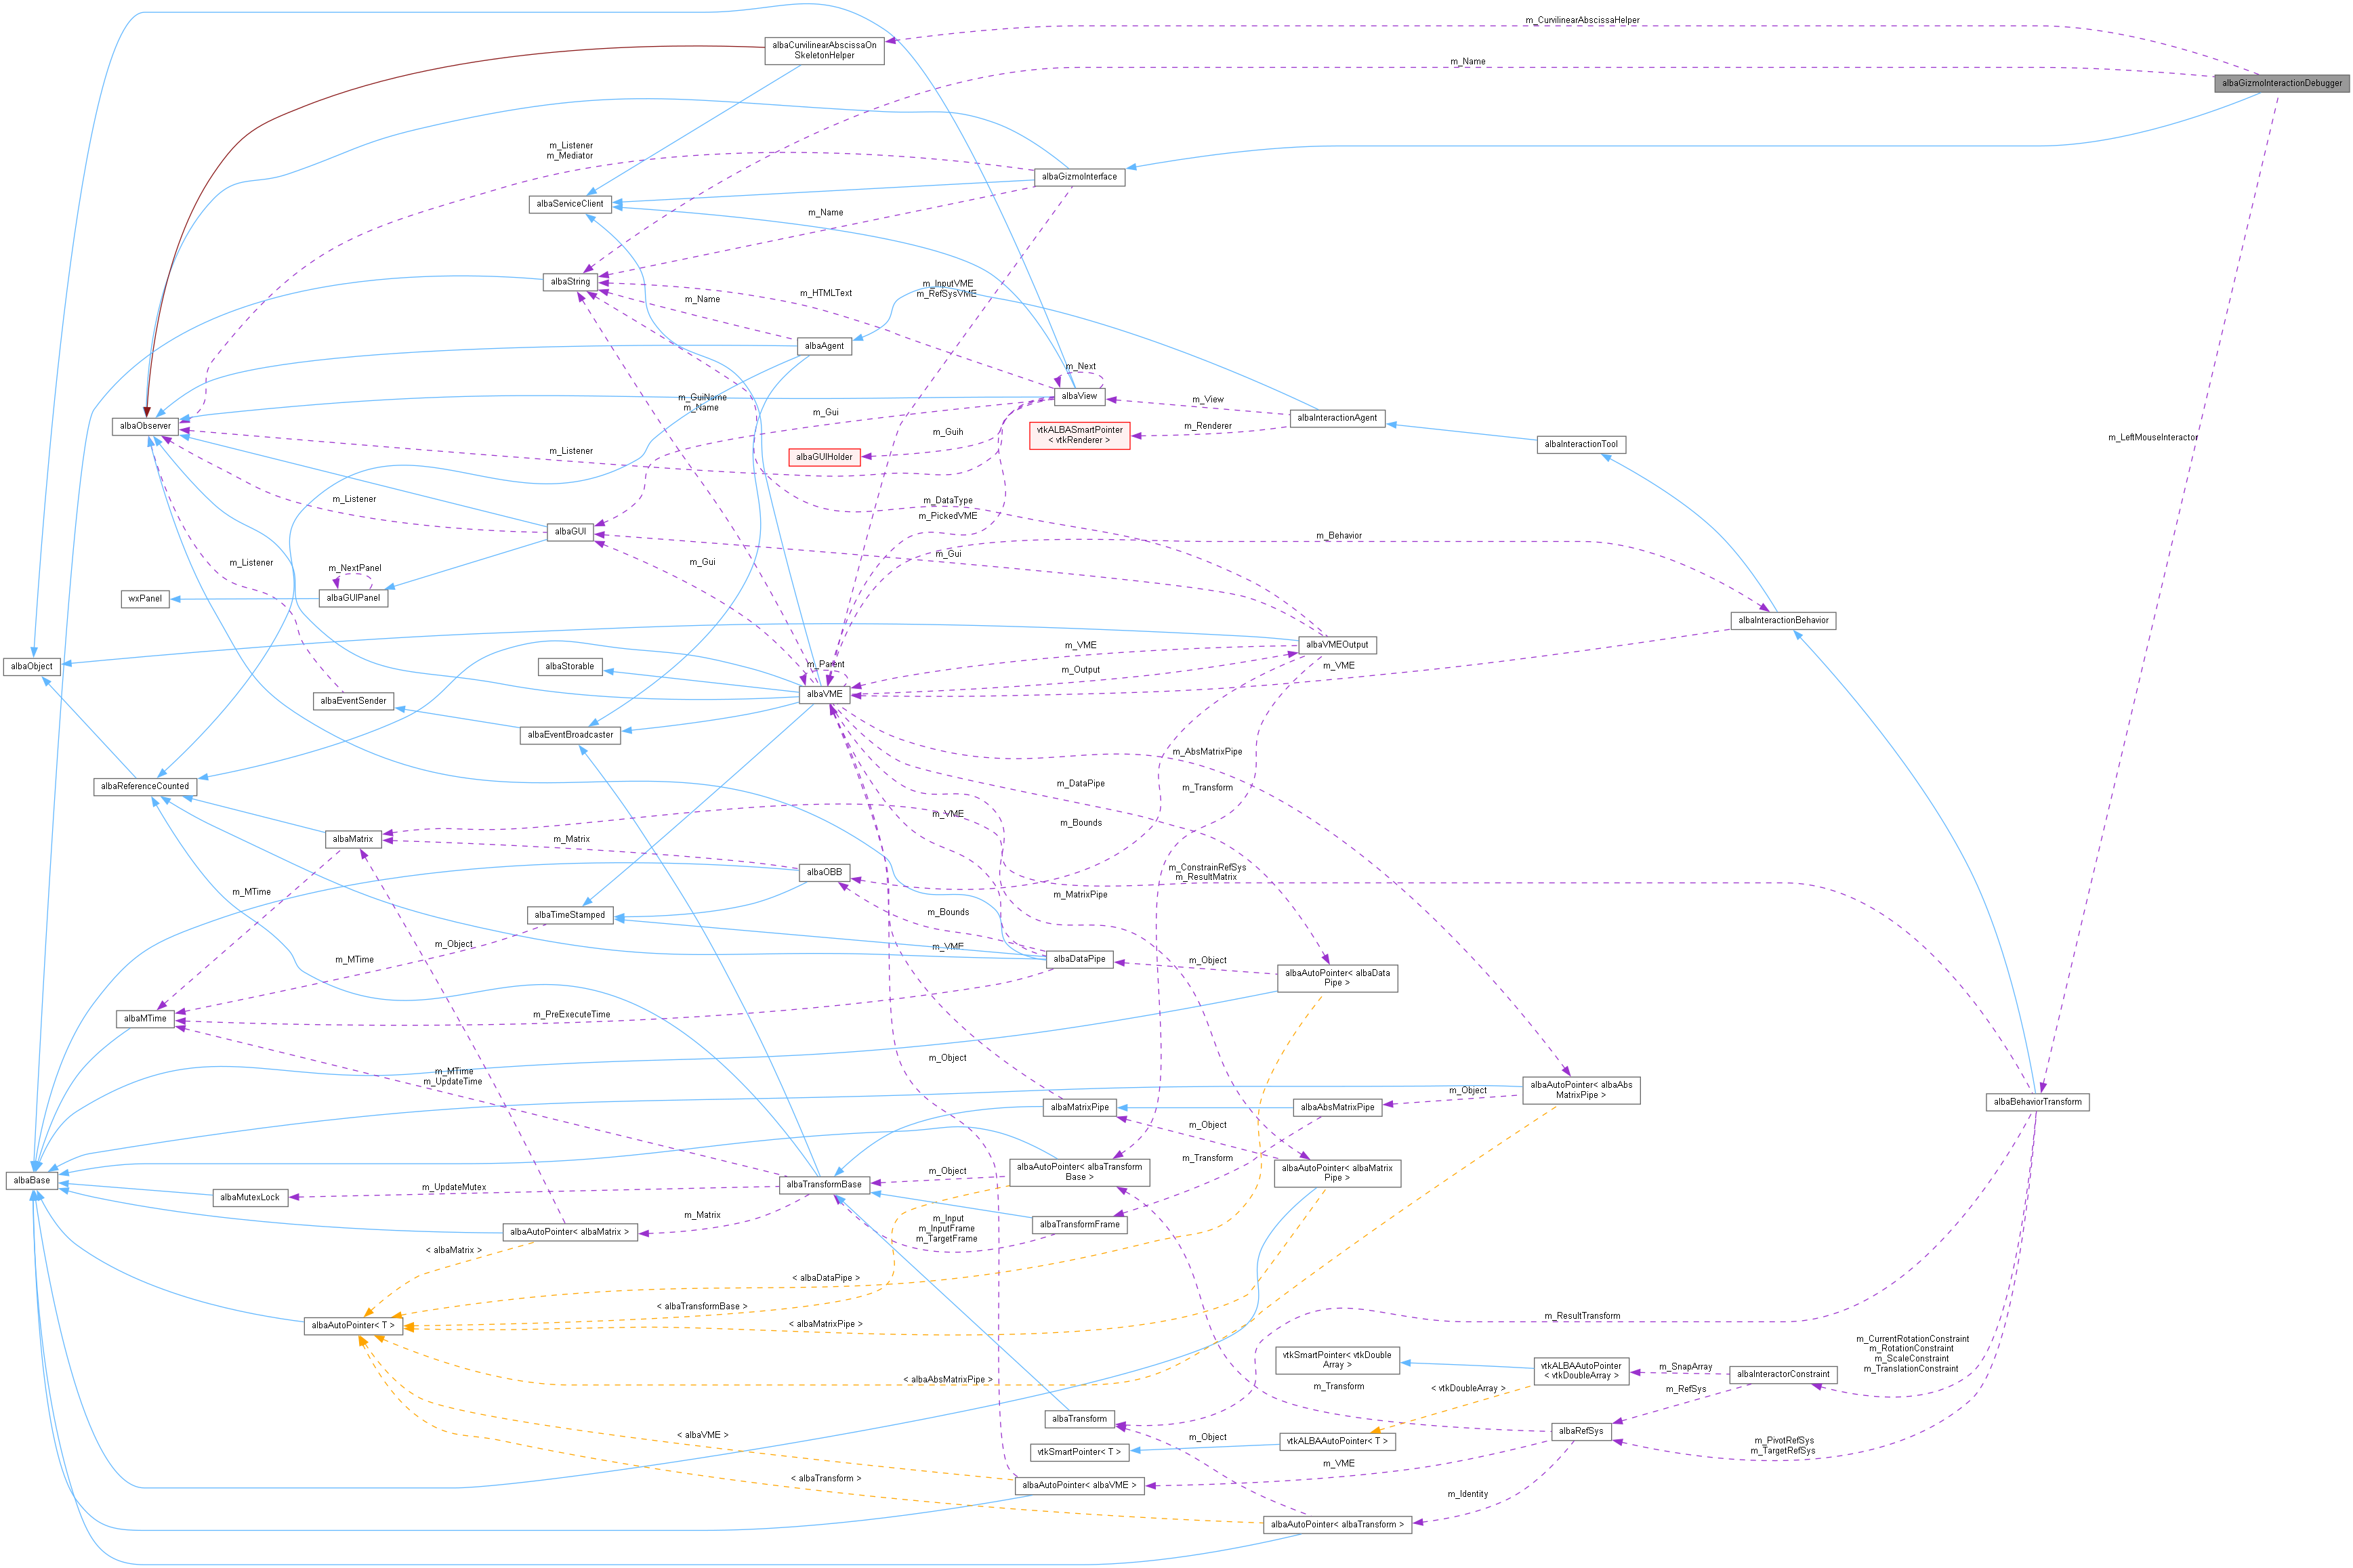 m_CurvilinearAbscissaHelper
albaCurvilinearAbscissaOn
SkeletonHelper
m_Name
albaGizmoInteractionDebugger
m_Listener
m_Mediator
albaGizmoInterface
albaServiceClient
m_Name
albaString
m_InputVME
m_RefSysVME
m_HTMLText
m_Name
albaAgent
m_Next
m_GuiName
m_Name
albaView
m_View
albaInteractionAgent
m_Gui
albaObserver
vtkALBASmartPointer
< vtkRenderer >
m_Renderer
m_Guih
m_LeftMouseInteractor
albaInteractionTool
m_Listener
albaGUIHolder
m_Listener
m_DataType
m_PickedVME
albaGUI
m_Behavior
m_Gui
m_Listener
m_Gui
m_NextPanel
wxPanel
albaGUIPanel
albaInteractionBehavior
m_VME
albaVMEOutput
albaObject
albaStorable
m_Parent
m_Output
m_VME
albaVME
albaEventSender
albaEventBroadcaster
m_AbsMatrixPipe
albaReferenceCounted
m_DataPipe
m_Transform
m_VME
m_Bounds
albaMatrix
m_Matrix
albaOBB
m_ConstrainRefSys
m_ResultMatrix
m_MTime
m_MatrixPipe
albaTimeStamped
m_Bounds
m_Object
m_VME
m_MTime
albaDataPipe
m_Object
albaAutoPointer< albaData
Pipe >
albaMTime
m_PreExecuteTime
m_Object
m_MTime
m_UpdateTime
albaAutoPointer< albaAbs
MatrixPipe >
m_Object
albaMatrixPipe
albaAbsMatrixPipe
albaBehaviorTransform
m_Object
m_Transform
albaBase
albaAutoPointer< albaTransform
Base >
m_Object
albaAutoPointer< albaMatrix
Pipe >
m_UpdateMutex
albaTransformBase
albaMutexLock
m_Matrix
m_Input
m_InputFrame
m_TargetFrame
albaTransformFrame
albaAutoPointer< albaMatrix >
< albaMatrix >
< albaDataPipe >
< albaTransformBase >
m_ResultTransform
albaAutoPointer< T >
< albaMatrixPipe >
m_CurrentRotationConstraint
m_RotationConstraint
m_ScaleConstraint
m_TranslationConstraint
vtkSmartPointer< vtkDouble
Array >
vtkALBAAutoPointer
< vtkDoubleArray >
m_SnapArray
albaInteractorConstraint
< albaAbsMatrixPipe >
m_Transform
< vtkDoubleArray >
m_RefSys
albaTransform
albaRefSys
< albaVME >
m_Object
vtkSmartPointer< T >
vtkALBAAutoPointer< T >
m_PivotRefSys
m_TargetRefSys
m_VME
< albaTransform >
albaAutoPointer< albaVME >
m_Identity
albaAutoPointer< albaTransform >